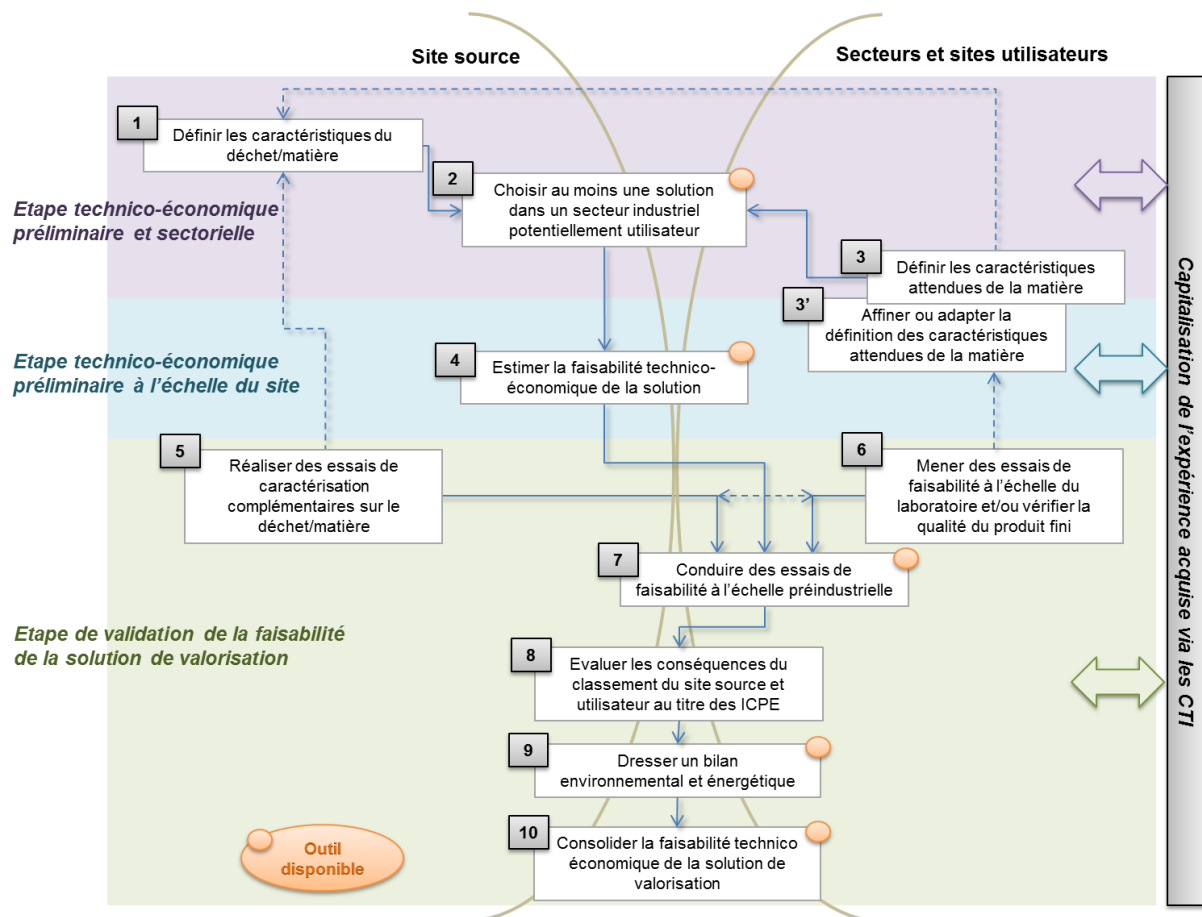 Site source
Secteurs et sites utilisateurs
1
Définir les caractéristiques du
déchet/matière
2
Choisir au moins une solution
dans un secteur industriel
potentiellement utilisateur
Etape technico-économique
préliminaire et sectorielle
3
Définir les caractéristiques
attendues de la matière
3’
Affiner ou adapter la
définition des caractéristiques
attendues de la matière
Etape technico-économique
préliminaire à l’échelle du site
4
Estimer la faisabilité technico-
économique de la solution
5
Réaliser des essais de
caractérisation
complémentaires sur le
déchet/matière
6
Mener des essais de
faisabilité à l’échelle du
laboratoire et/ou vérifier la
qualité du produit fini
7
Conduire des essais de
faisabilité à l’échelle préindustrielle
Etape de validation de la faisabilité
de la solution de valorisation
8
Evaluer les conséquences du
classement du site source et
utilisateur au titre des ICPE
9
Dresser un bilan
environnemental et énergétique
10
Consolider la faisabilité technico
économique de la solution de
valorisation
Outil
disponible
Capitalisation de l’expérience acquise via les CTI